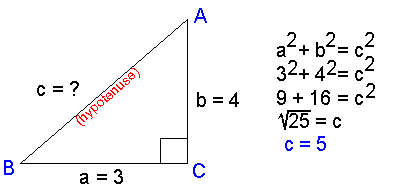 A
c = ?
(hypotenuse)
b = 4
B
a = 3
C
a² + b² = c²
3² + 4² = c²
9 + 16 = c²
√25 = c
c = 5